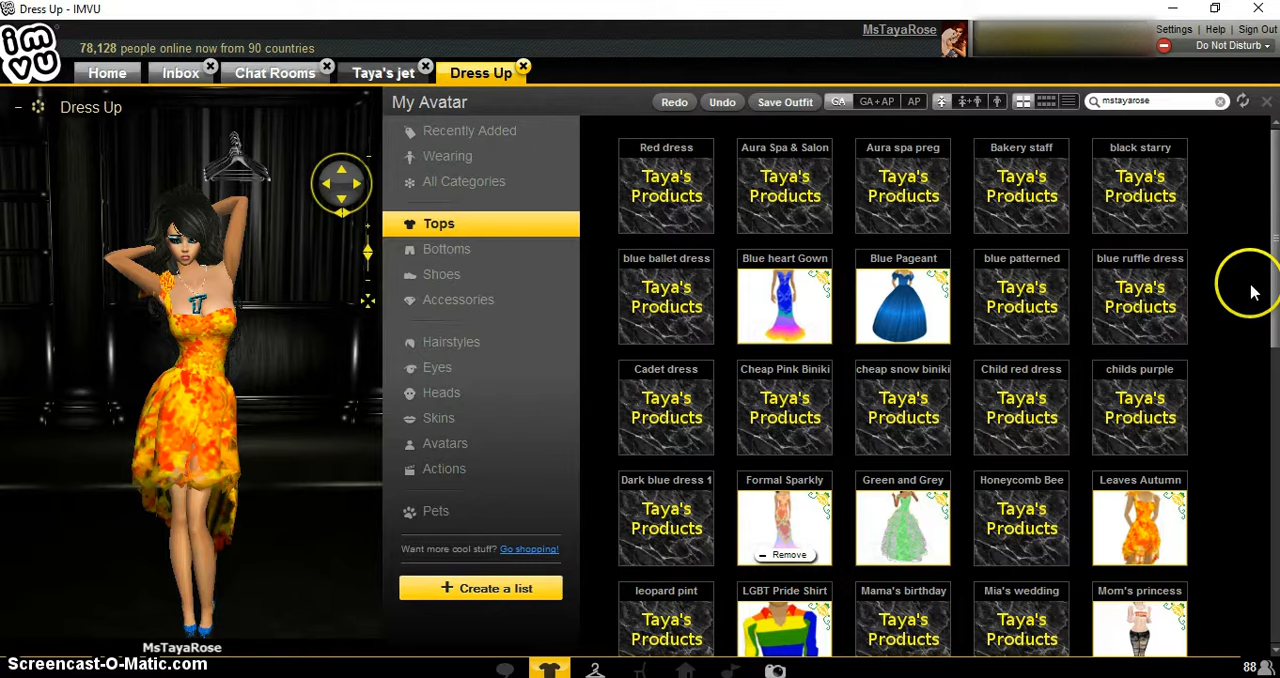 Dress Up - IMVU
imvu
78,128 people online now from 90 countries
MsTayaRose
Settings | Help | Sign Out
Do Not Disturb
Home
Inbox
Chat Rooms
Taya's jet
Dress Up
Dress Up
My Avatar
Redo
Undo
Save Outfit
GA
GA+AP
AP
mstayarose
Recently Added
Wearing
All Categories
Tops
Bottoms
Shoes
Accessories
Hairstyles
Eyes
Heads
Skins
Avatars
Actions
Pets
Want more cool stuff? Go shopping!
+ Create a list
Red dress
Aura Spa & Salon
Aura spa preg
Bakery staff
black starry
Taya's
Products
Taya's
Products
Taya's
Products
Taya's
Products
Taya's
Products
blue ballet dress
Blue heart Gown
Blue Pageant
blue patterned
blue ruffle dress
Taya's
Products
Taya's
Products
Taya's
Products
Cadet dress
Cheap Pink Biniki
cheap snow biniki
Child red dress
childs purple
Taya's
Products
Taya's
Products
Taya's
Products
Taya's
Products
Taya's
Products
Dark blue dress 1
Formal Sparkly
Green and Grey
Honeycomb Bee
Leaves Autumn
Taya's
Products
Remove
Taya's
Products
leopard pint
LGBT Pride Shirt
Mama's birthday
Mia's wedding
Mom's princess
Taya's
Products
Taya's
Products
Taya's
Products
T
MsTayaRose
Screencast-O-Matic.com
88